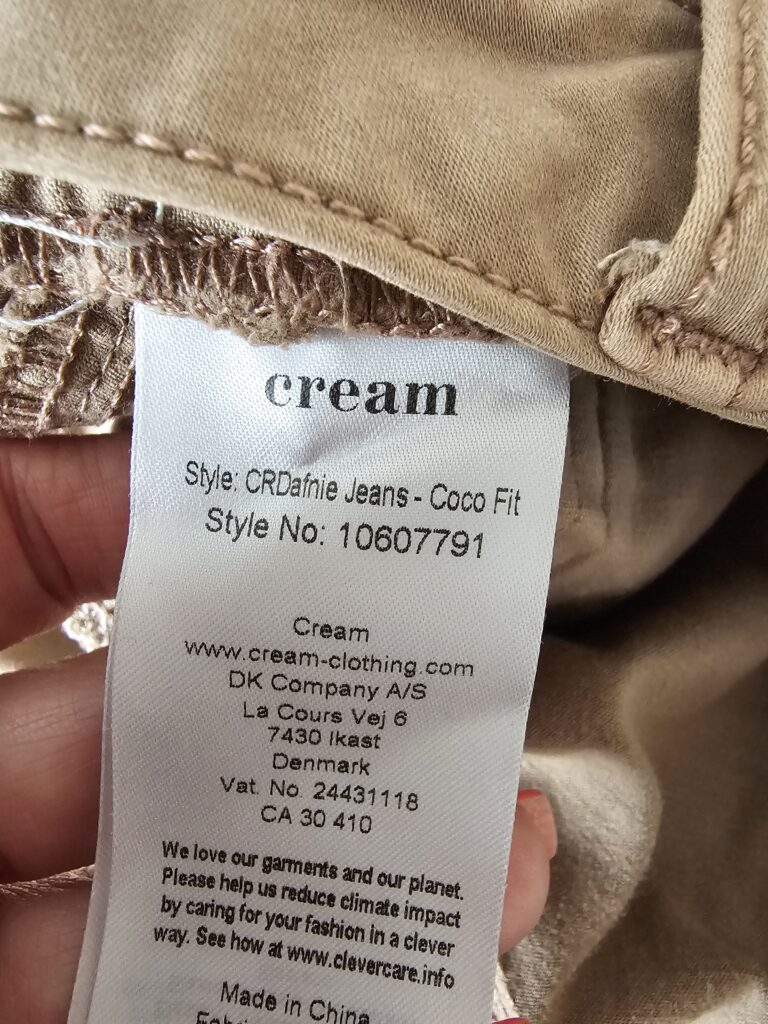 cream
Style: CRDafnie Jeans - Coco Fit
Style No: 10607791
Cream
www.cream-clothing.com
DK Company A/S
La Cours Vej 6
7430 Ikast
Denmark
Vat. No. 24431118
CA 30 410
We love our garments and our planet.
Please help us reduce climate impact
by caring for your fashion in a clever
way. See how at www.clevercare.info
Made in China